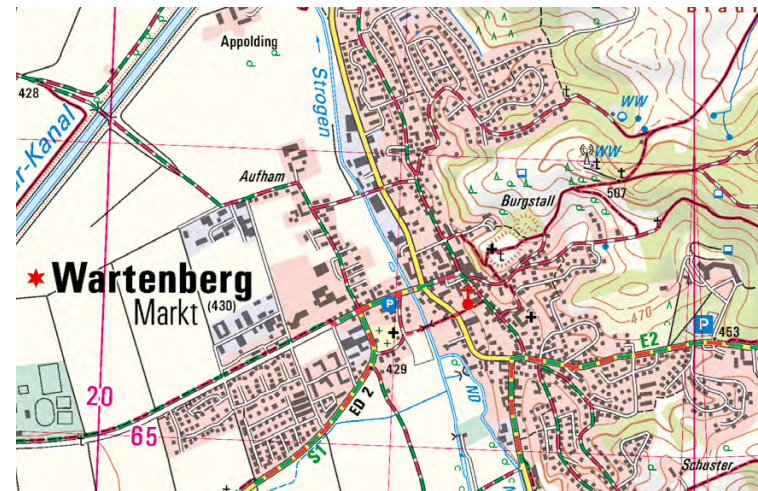 Appolding
428
Strogen
WW
WW
ur-Kanal
Aufham
507
Burgstall
Wartenberg
Markt (430)
P
470
P
453
E2
429
ED 2
20
65
S1
ND
Schuster